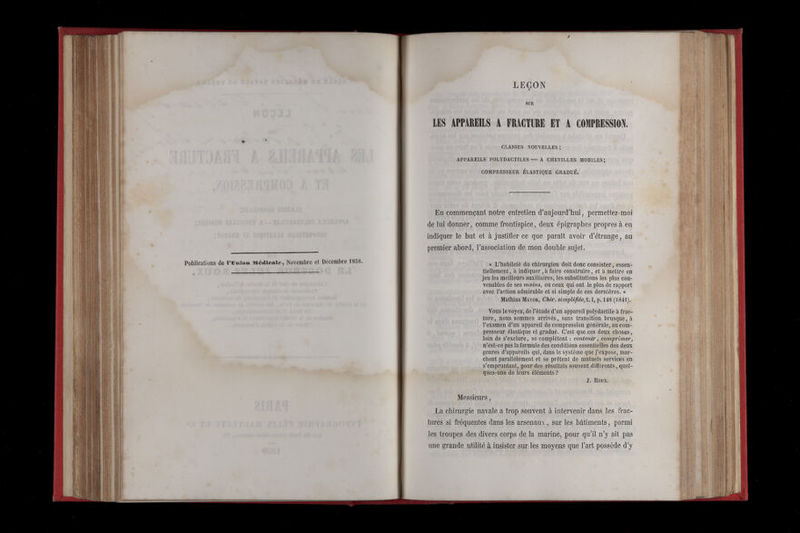 Publications de l'Union Médicale, Novembre et Décembre 1858.
LEÇON
SUR
LES APPAREILS A FRACTURE ET A COMPRESSION.
CLASSES NOUVELLES;
APPAREILS POLYDACTILES — A CHEVILLES MOBILES;
COMPRESSEUR ÉLASTIQUE GRADUÉ.
En commençant notre entretien d'aujourd'hui, permettez-moi
de lui donner, comme frontispice, deux épigraphes propres à en
indiquer le but et à justifier ce que paraît avoir d'étrange, au
premier abord, l'association de mon double sujet.
« L'habileté du chirurgien doit donc consister, essen-
tiellement, à indiquer, à faire construire, et à mettre en
jeu les meilleurs auxiliaires, les substitutions les plus con-
venables de ses mains, ou ceux qui ont le plus de rapport
avec l'action admirable et si simple de ces dernières. »
Mathias MAYOR, Chir. simplifiée, t. I, p. 148 (1841).
Vous le voyez, de l'étude d'un appareil polydactile à frac-
ture, nous sommes arrivés, sans transition brusque, à
l'examen d'un appareil de compression générale, au com-
presseur élastique et gradué. C'est que ces deux choses,
loin de s'exclure, se complètent : contenir, comprimer,
n'est-ce pas la formule des conditions essentielles des deux
genres d'appareils qui, dans le système que j'expose, mar-
chent parallèlement et se prêtent de mutuels services en
s'empruntant, pour des résultats souvent différents, quel-
ques-uns de leurs éléments?
J. ROUX.
Messieurs,
La chirurgie navale a trop souvent à intervenir dans les frac-
tures si fréquentes dans les arsenaux, sur les bâtiments, parmi
les troupes des divers corps de la marine, pour qu'il n'y ait pas
une grande utilité à insister sur les moyens que l'art possède d'y